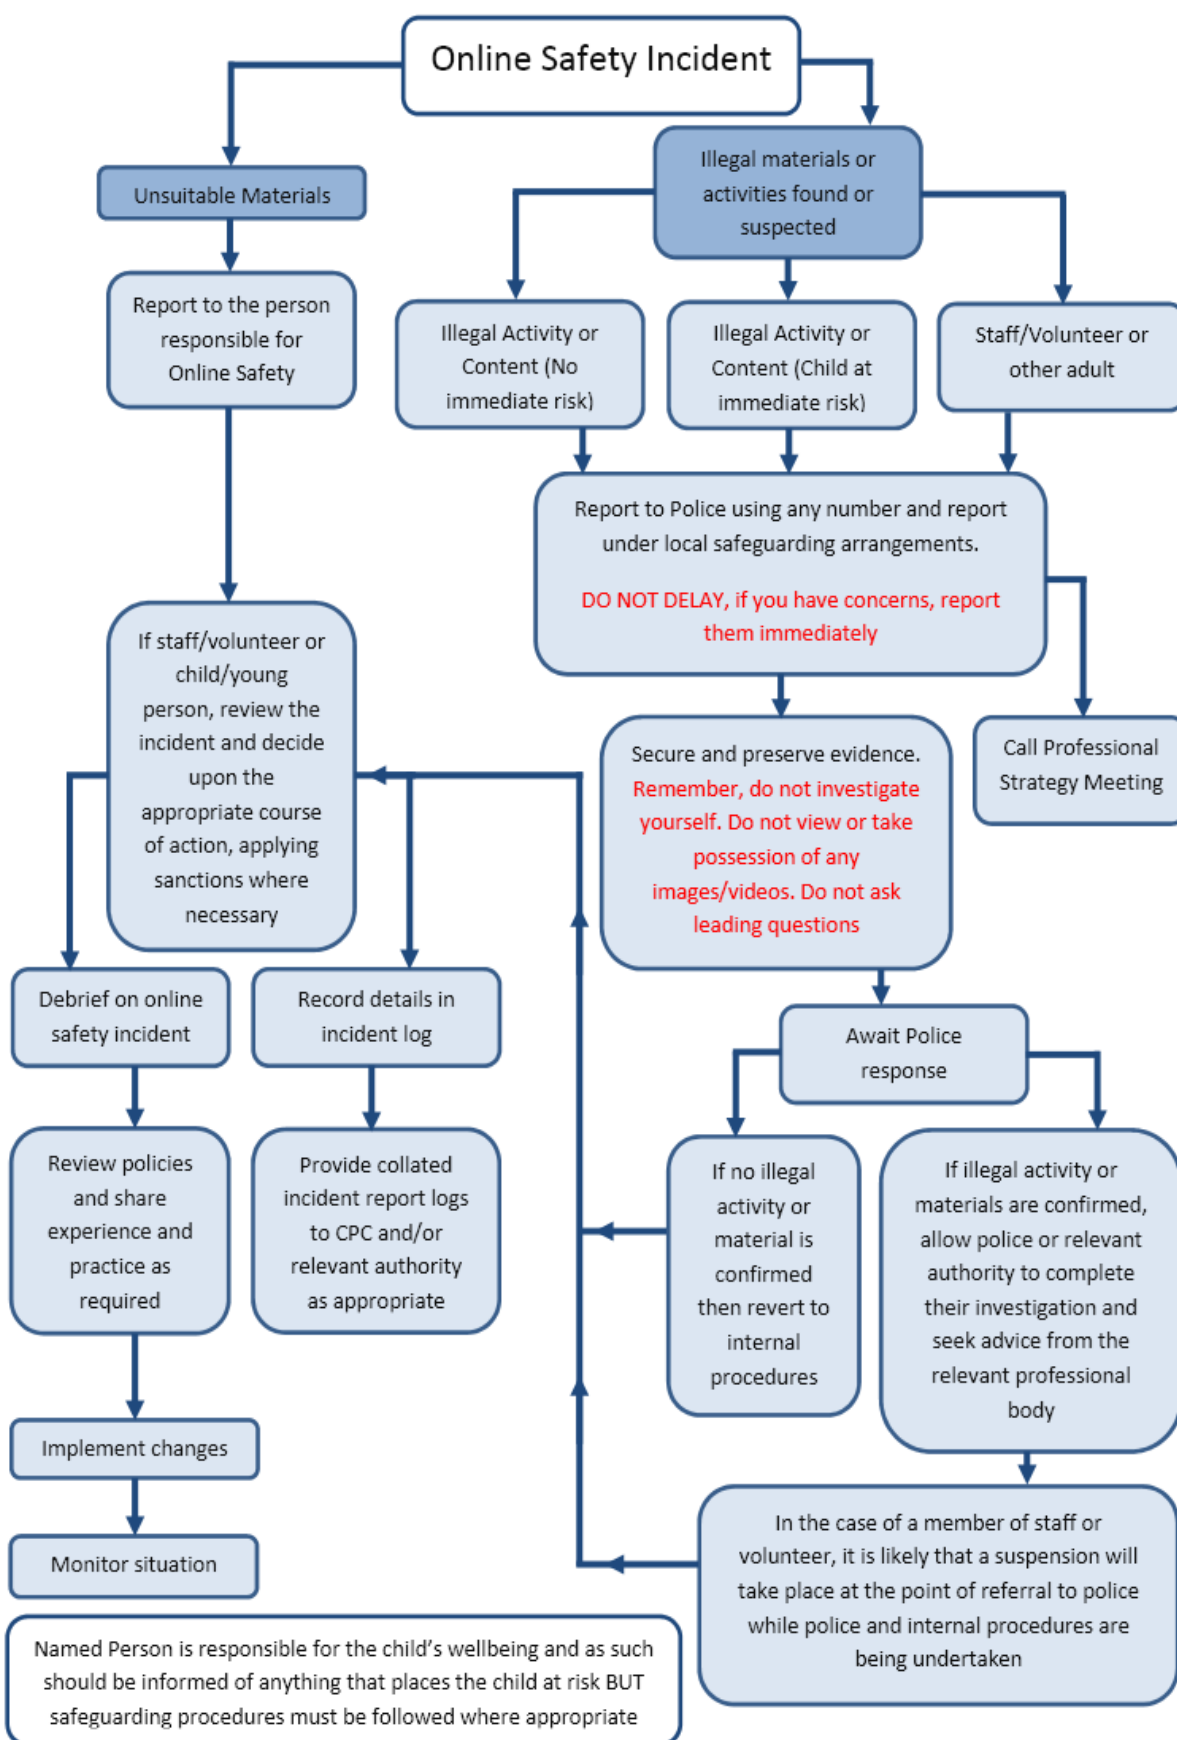 Online Safety Incident
Unsuitable Materials
Illegal materials or
activities found or
suspected
Report to the person
responsible for
Online Safety
Illegal Activity or
Content (No
immediate risk)
Illegal Activity or
Content (Child at
immediate risk)
Staff/Volunteer or
other adult
Report to Police using any number and report
under local safeguarding arrangements.
DO NOT DELAY, if you have concerns, report
them immediately
If staff/volunteer or
child/young
person, review the
incident and decide
upon the
appropriate course
of action, applying
sanctions where
necessary
Secure and preserve evidence.
Remember, do not investigate
yourself. Do not view or take
possession of any
images/videos. Do not ask
leading questions
Call Professional
Strategy Meeting
Debrief on online
safety incident
Record details in
incident log
Await Police
response
Review policies
and share
experience and
practice as
required
Provide collated
incident report logs
to CPC and/or
relevant authority
as appropriate
If no illegal
activity or
material is
confirmed
then revert to
internal
procedures
If illegal activity or
materials are confirmed,
allow police or relevant
authority to complete
their investigation and
seek advice from the
relevant professional
body
Implement changes
Monitor situation
In the case of a member of staff or
volunteer, it is likely that a suspension will
take place at the point of referral to police
while police and internal procedures are
being undertaken
Named Person is responsible for the child’s wellbeing and as such
should be informed of anything that places the child at risk BUT
safeguarding procedures must be followed where appropriate